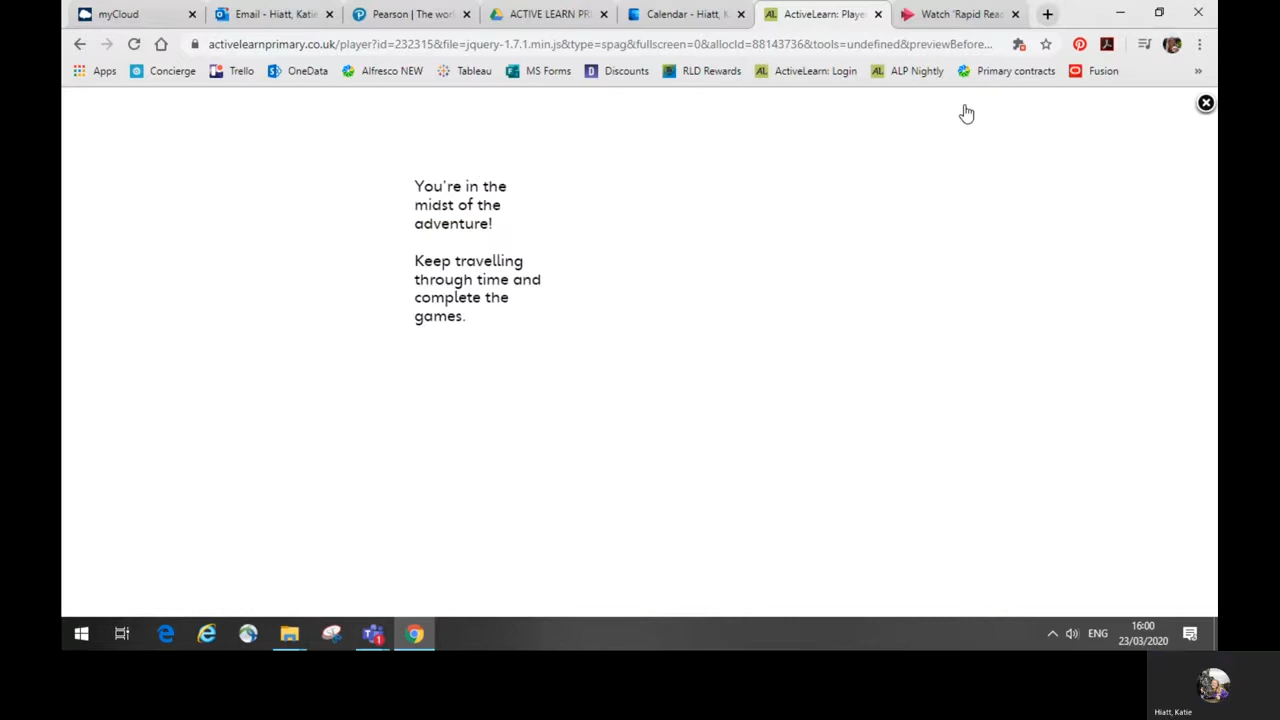 myCloud
Email - Hiatt, Katie
Pearson | The wor
ACTIVE LEARN PR
Calendar - Hiatt, K
ActiveLearn: Playe
Watch 'Rapid Rea
activelearnprimary.co.uk/player?id=232315&file=jquery-1.7.1.min.js&type=spag&fullscreen=0&allocId=88143736&tools=undefined&previewBefore...
Apps
Concierge
Trello
OneData
Alfresco NEW
Tableau
MS Forms
Discounts
RLD Rewards
ActiveLearn: Login
ALP Nightly
Primary contracts
Fusion
You're in the
midst of the
adventure!
Keep travelling
through time and
complete the
games.
ENG
16:00
23/03/2020
Hiatt, Katie